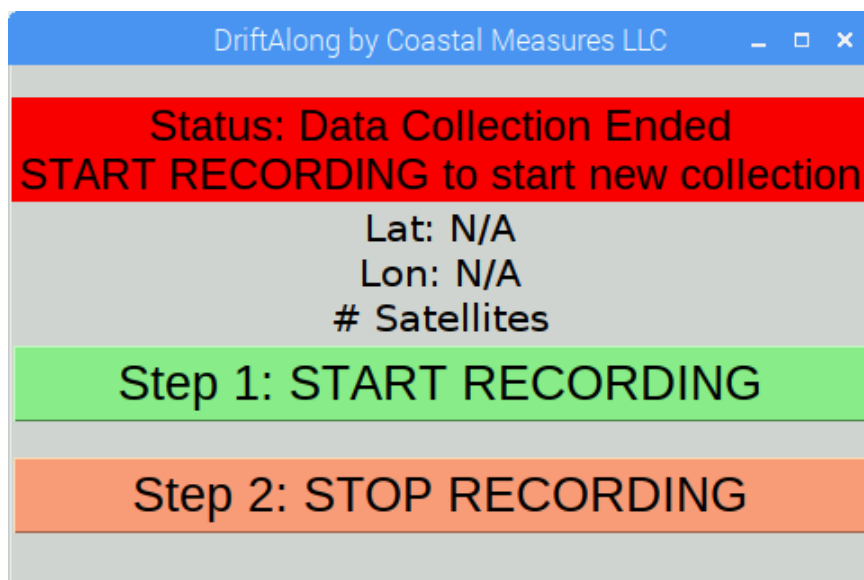 DriftAlong by Coastal Measures LLC
Status: Data Collection Ended
START RECORDING to start new collection
Lat: N/A
Lon: N/A
# Satellites
Step 1: START RECORDING
Step 2: STOP RECORDING